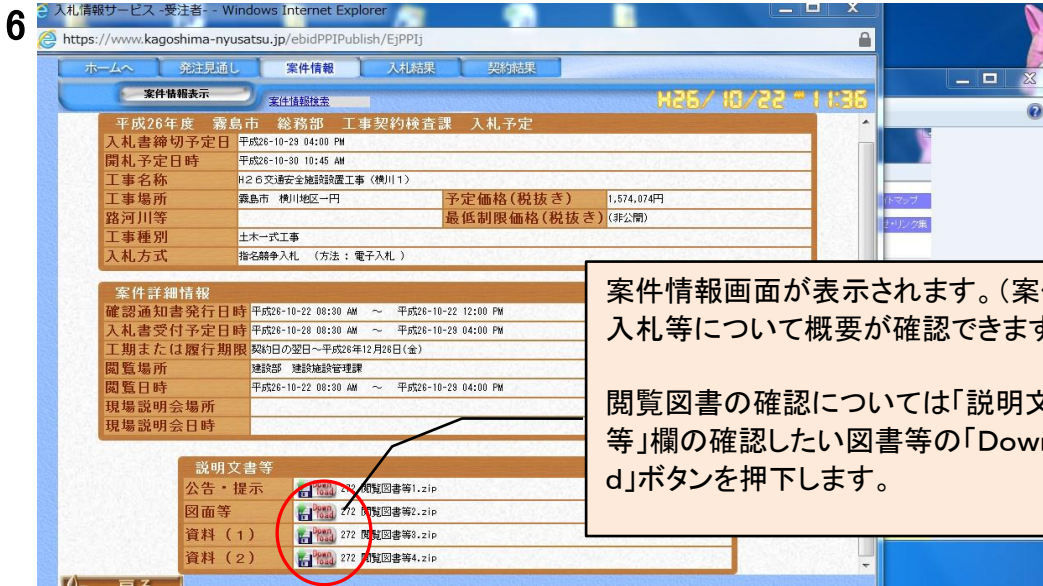 6
入札情報サービス -受注者- - Windows Internet Explorer
https://www.kagoshima-nyusatsu.jp/ebidPPIPublish/EjPPIj
ホームへ 発注見通し 案件情報 入札結果 契約結果
案件情報表示 案件情報検索 H26/10/22 11:36
平成26年度 霧島市 総務部 工事契約検査課 入札予定
入札書締切予定日 平成26-10-29 04:00 PM
開札予定日時 平成26-10-30 10:45 AM
工事名称 H26交通安全施設設置工事(横川1)
工事場所 霧島市 横川地区一円 予定価格(税抜き) 1,574,074円
路河川等 最低制限価格(税抜き) (非公開)
工事種別 土木一式工事
入札方式 指名競争入札 (方法:電子入札)
案件詳細情報
確認通知書発行日時 平成26-10-22 08:30 AM ~ 平成26-10-22 12:00 PM
入札書受付予定日時 平成26-10-28 08:30 AM ~ 平成26-10-29 04:00 PM
工期または履行期限 契約日の翌日~平成26年12月26日(金)
閲覧場所 建設部 建設施設管理課
閲覧日時 平成26-10-22 08:30 AM ~ 平成26-10-29 04:00 PM
現場説明会場所
現場説明会日時
説明文書等
公告・提示 Download 272 閲覧図書等1.zip
図面等 Download 272 閲覧図書等2.zip
資料(1) Download 272 閲覧図書等3.zip
資料(2) Download 272 閲覧図書等4.zip
戻る
案件情報画面が表示されます。(案件
入札等について概要が確認できます
閲覧図書の確認については「説明文
等」欄の確認したい図書等の「Down
d」ボタンを押下します。
イトマップ
リンク集